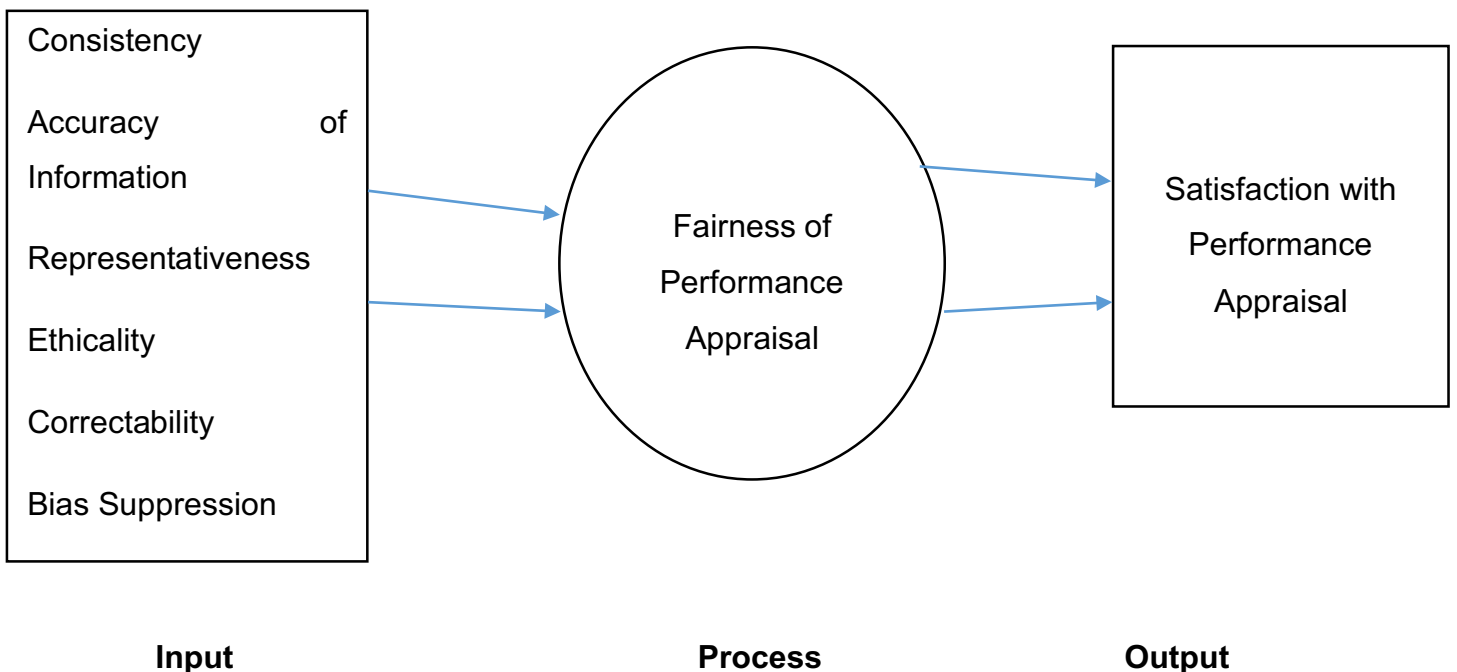 Consistency
Accuracy of
Information
Representativeness
Ethicality
Correctability
Bias Suppression
Fairness of
Performance
Appraisal
Satisfaction with
Performance
Appraisal
Input
Process
Output